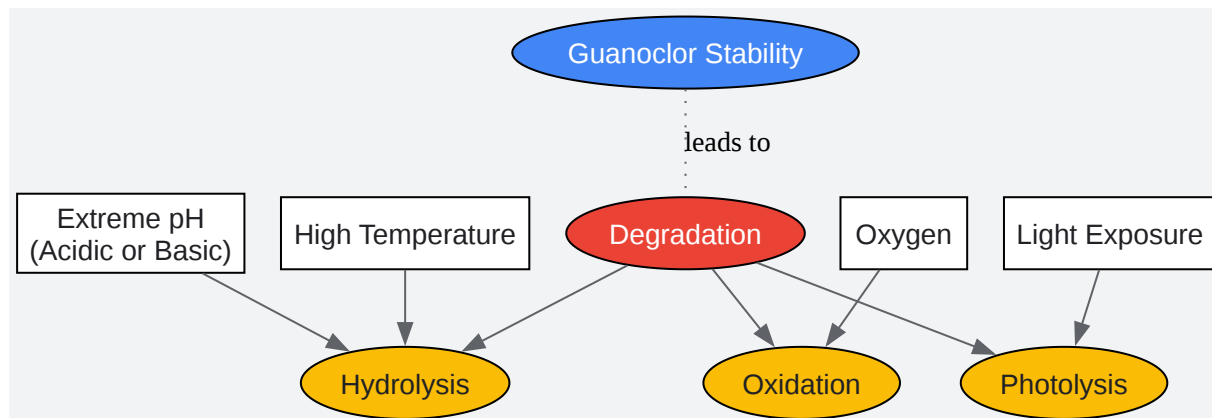 Guanoclor Stability
leads to
Extreme pH
(Acidic or Basic)
High Temperature
Degradation
Oxygen
Light Exposure
Hydrolysis
Oxidation
Photolysis